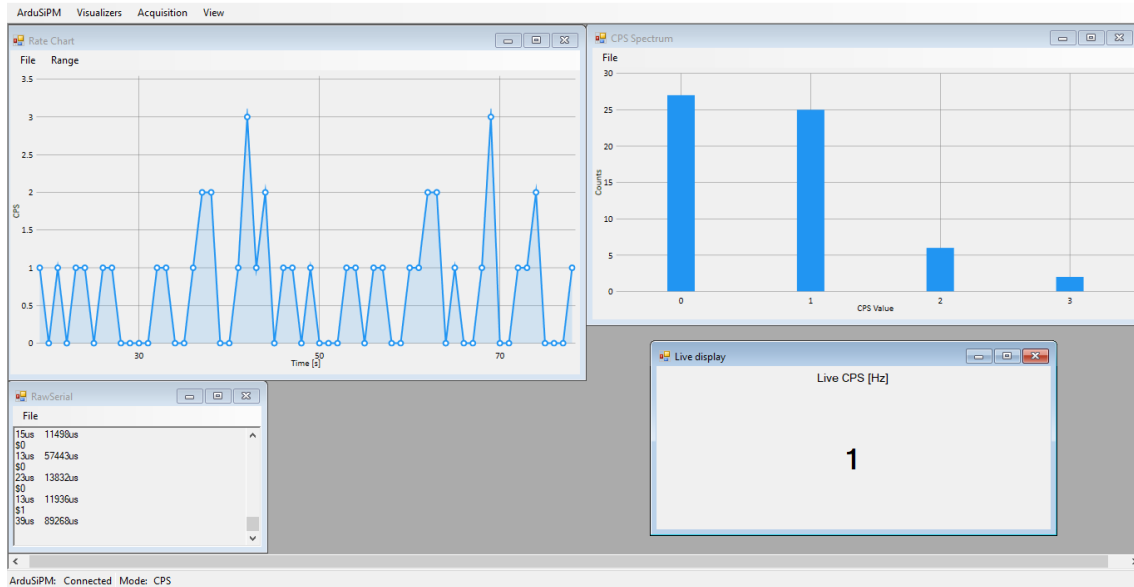 ArduSiPM Visualizers Acquisition View
Rate Chart
File Range
3.5
3
2.5
2
1.5
1
0.5
0
CPS
30 50 70
Time [s]
CPS Spectrum
File
30
25
20
15
10
5
0
Counts
0 1 2 3
CPS Value
RawSerial
File
15us 11498us
$0
13us 57443us
$0
23us 13832us
$0
13us 11936us
$1
39us 89268us
Live display
Live CPS [Hz]
1
ArduSiPM: Connected Mode: CPS